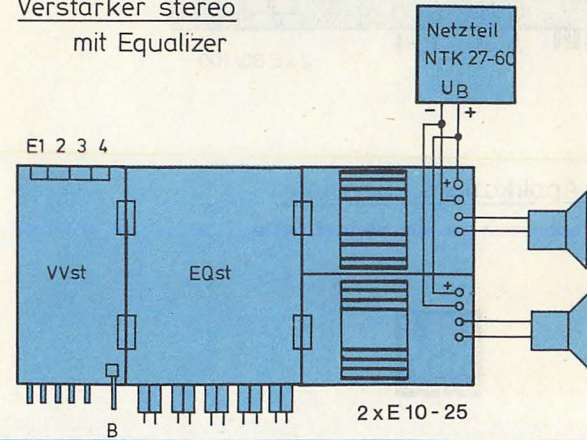 Verstärker stereo
mit Equalizer
Netzteil
NTK 27-60
UB
- +
E1 2 3 4
+
VVst
EQst
+
B
2 x E 10 - 25